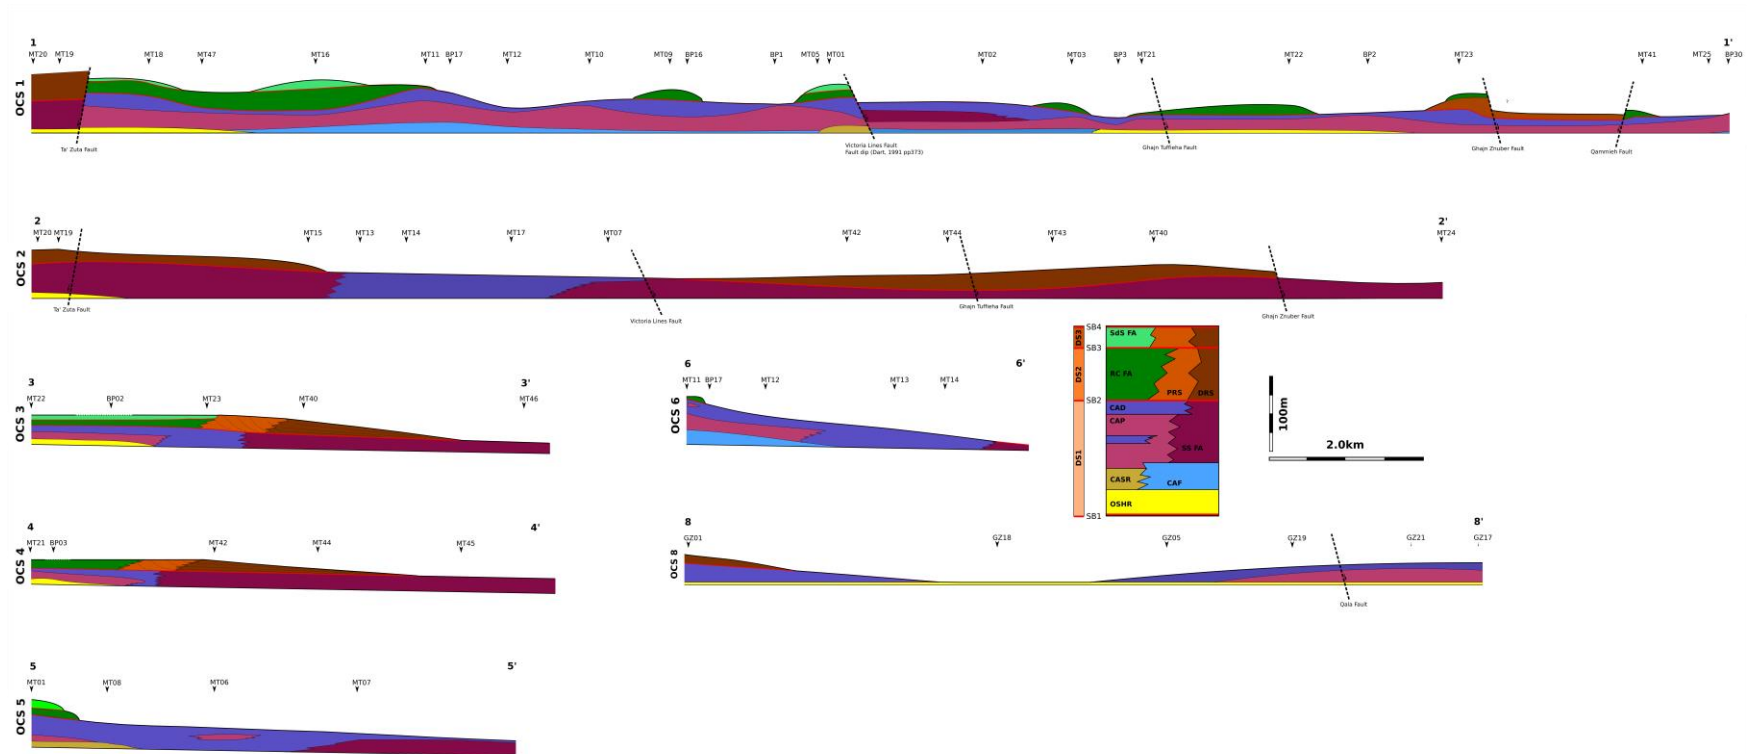 1
1'
MT20 MT19 MT18 MT47 MT16 MT11 BP17 MT12 MT10 MT09 BP16 BP1 MT05 MT01 MT02 MT03 BP3 MT21 MT22 BP2 MT23 MT41 MT25 BP30
OCS 1
Ta' Zuta Fault
Victoria Lines Fault
Fault dip (Dart, 1991 pp373)
Ghajn Tuffieha Fault
Ghajn Znuber Fault
Qammieh Fault
2
2'
MT20 MT19 MT15 MT13 MT14 MT17 MT07 MT42 MT44 MT43 MT40 MT24
OCS 2
Ta' Zuta Fault
Victoria Lines Fault
Ghajn Tuffieha Fault
Ghajn Znuber Fault
3
3'
MT22 BP02 MT23 MT40 MT46
OCS 3
6
6'
MT11 BP17 MT12 MT13 MT14
OCS 6
DS3
DS2
DS1
SB4
SB3
SB2
SB1
SdS FA
RC FA
PRS
DRS
CAD
CAP
SS FA
CASR
CAF
OSHR
100m
2.0km
4
4'
MT21 BP03 MT42 MT44 MT45
OCS 4
8
8'
GZ01 GZ18 GZ05 GZ19 GZ21 GZ17
OCS 8
Qala Fault
5
5'
MT01 MT08 MT06 MT07
OCS 5